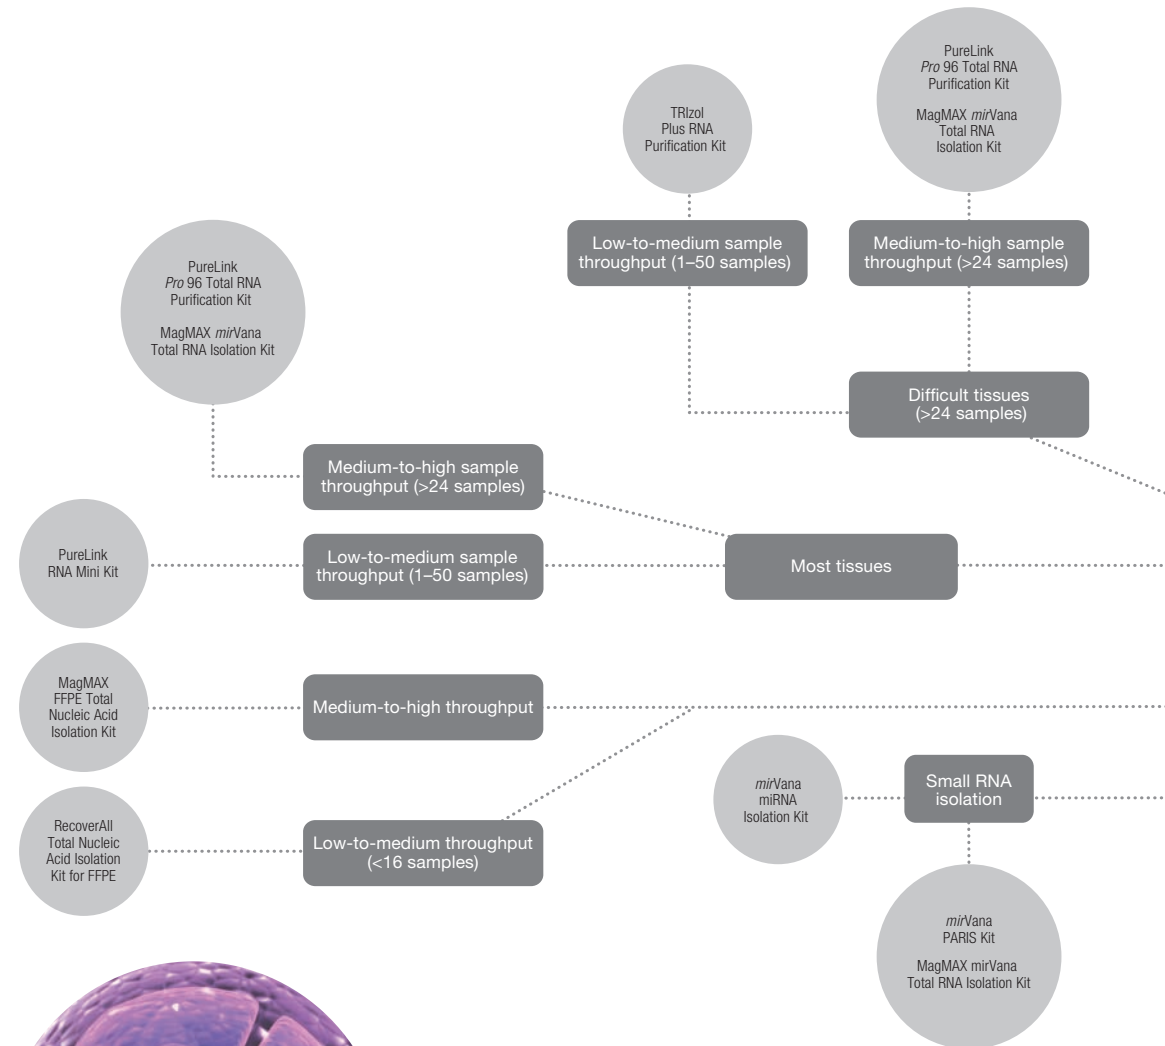 PureLink
Pro 96 Total RNA
Purification Kit
MagMAX mirVana
Total RNA
Isolation Kit
TRIzol
Plus RNA
Purification Kit
Low-to-medium sample
throughput (1–50 samples)
Medium-to-high sample
throughput (>24 samples)
PureLink
Pro 96 Total RNA
Purification Kit
MagMAX mirVana
Total RNA Isolation Kit
Difficult tissues
(>24 samples)
Medium-to-high sample
throughput (>24 samples)
PureLink
RNA Mini Kit
Low-to-medium sample
throughput (1–50 samples)
Most tissues
MagMAX
FFPE Total
Nucleic Acid
Isolation Kit
Medium-to-high throughput
mirVana
miRNA
Isolation Kit
Small RNA
isolation
RecoverAll
Total Nucleic
Acid Isolation
Kit for FFPE
Low-to-medium throughput
(<16 samples)
mirVana
PARIS Kit
MagMAX mirVana
Total RNA Isolation Kit